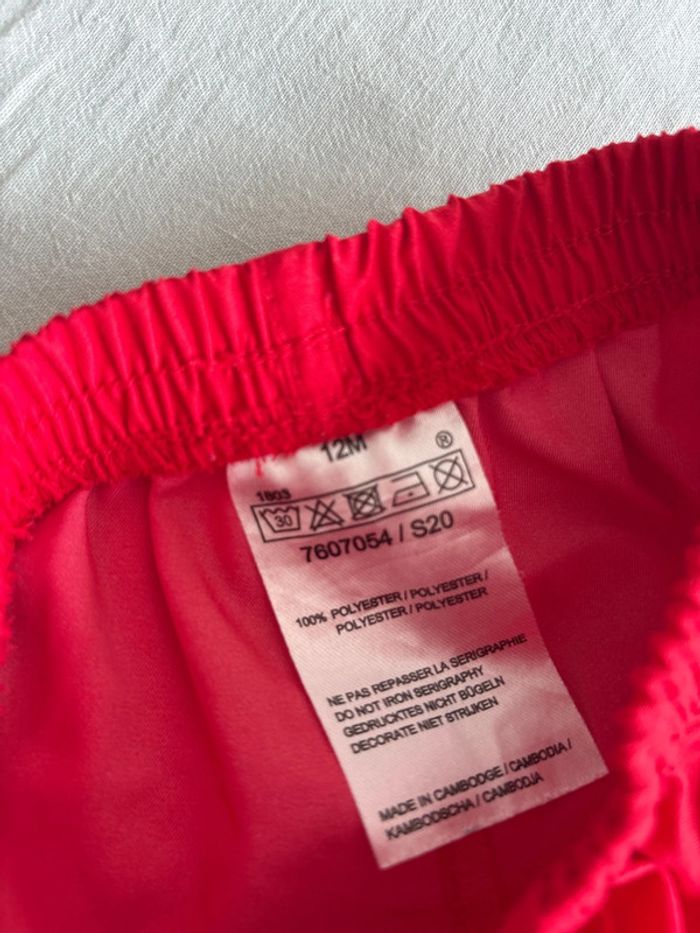 12M
®
1803
30
7607054 / S20
100% POLYESTER / POLYESTER /
POLYESTER / POLYESTER
NE PAS REPASSER LA SERIGRAPHIE
DO NOT IRON SERIGRAPHY
GEDRUCKTES NICHT BÜGELN
DECORATE NIET STRIJKEN
MADE IN CAMBODGE / CAMBODIA /
KAMBODSCHA / CAMBODJA